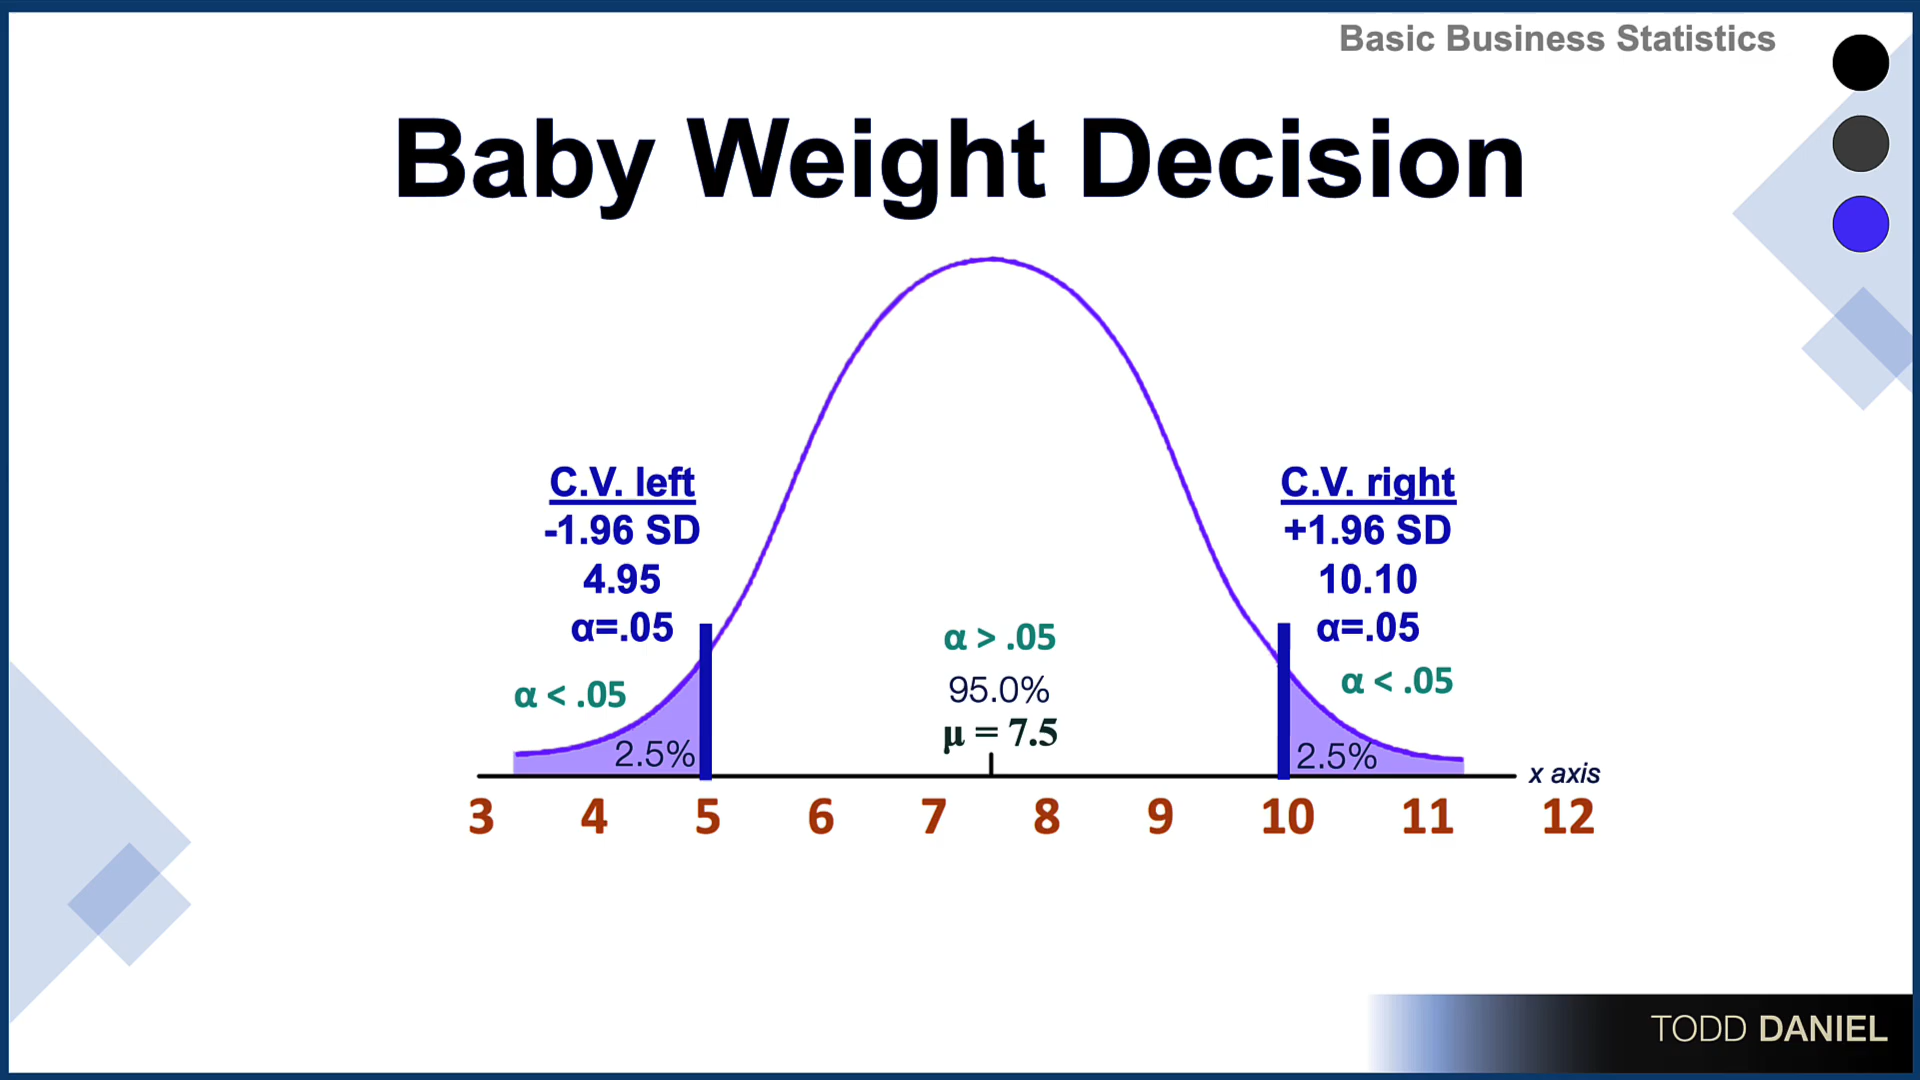 Basic Business Statistics
Baby Weight Decision
C.V. left
-1.96 SD
4.95
α=.05
C.V. right
+1.96 SD
10.10
α=.05
α < .05
α > .05
α < .05
95.0%
μ = 7.5
2.5%
2.5%
x axis
3 4 5 6 7 8 9 10 11 12
TODD DANIEL